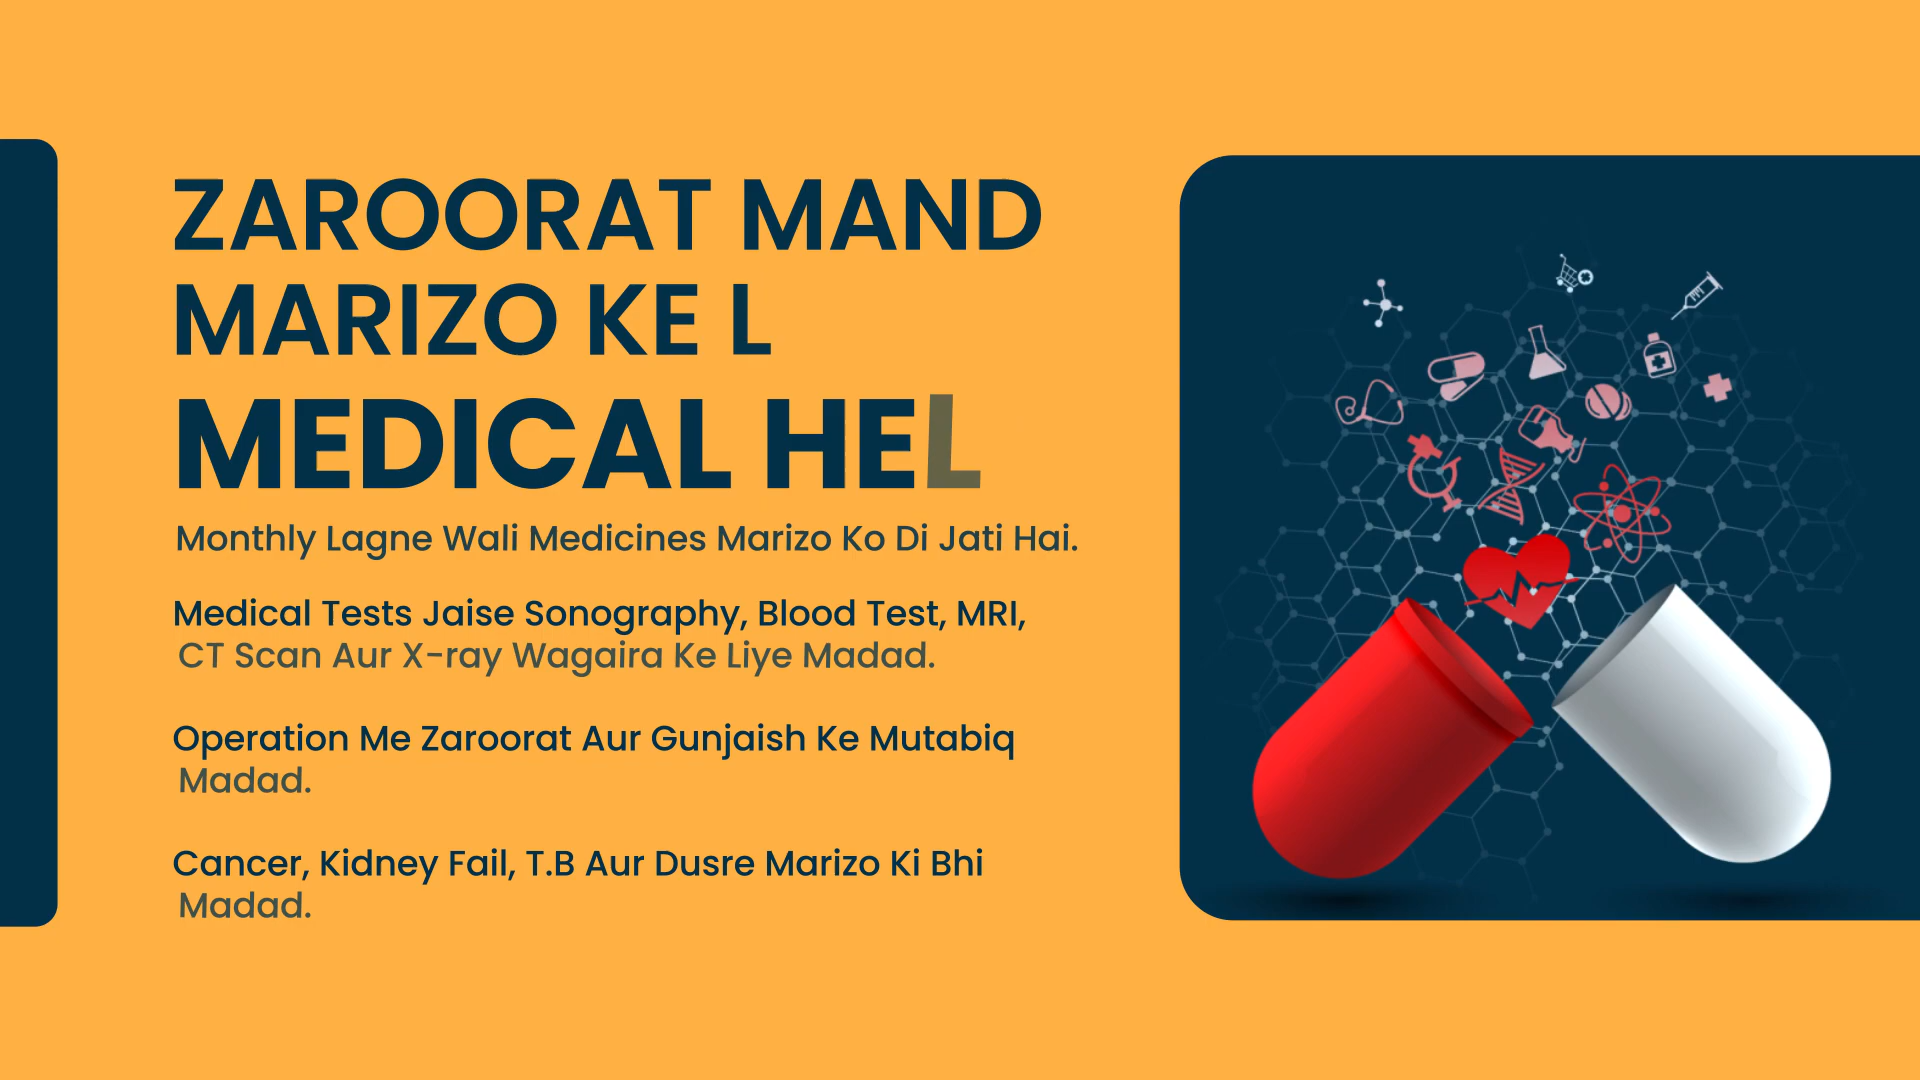 ZAROORAT MAND
MARIZO KE L
MEDICAL HEL
Monthly Lagne Wali Medicines Marizo Ko Di Jati Hai.
Medical Tests Jaise Sonography, Blood Test, MRI,
CT Scan Aur X-ray Wagaira Ke Liye Madad.
Operation Me Zaroorat Aur Gunjaish Ke Mutabiq
Madad.
Cancer, Kidney Fail, T.B Aur Dusre Marizo Ki Bhi
Madad.